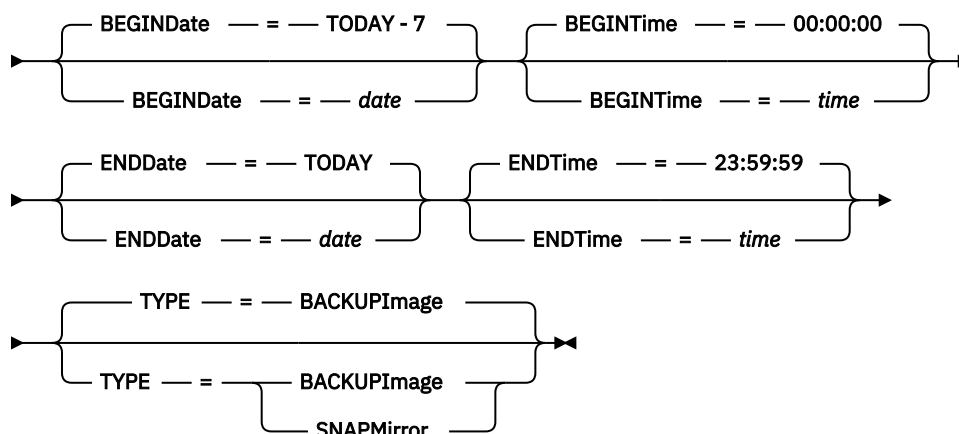 BEGINDate = TODAY - 7 BEGINTime = 00:00:00
BEGINDate = date BEGINTime = time
ENDDate = TODAY ENDTime = 23:59:59
ENDDate = date ENDTime = time
TYPE = BACKUPImage
TYPE = BACKUPImage
SNAPMirror